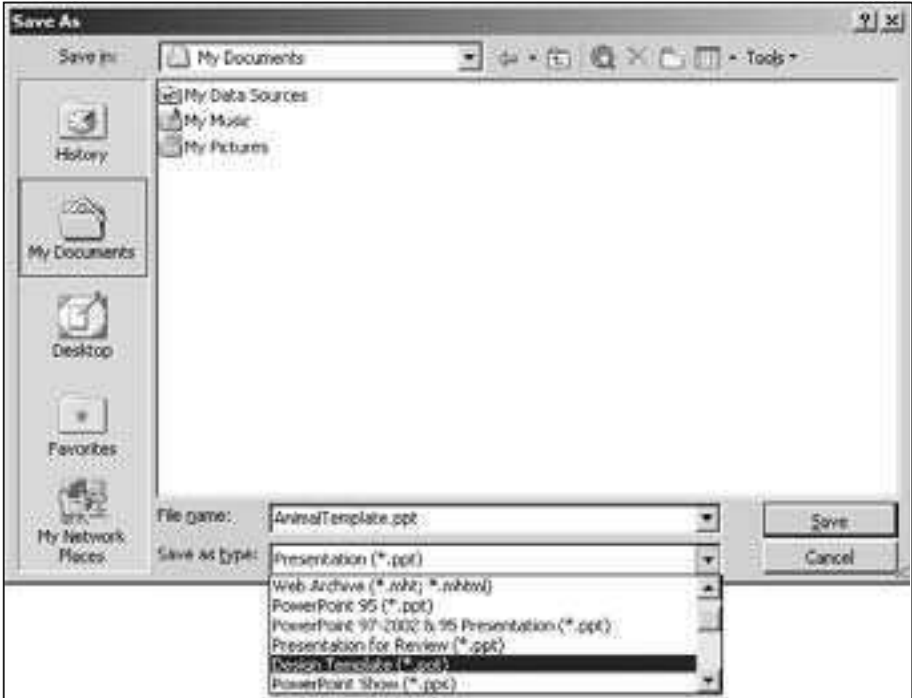 Save As
Save in:
My Documents
Tools
My Data Sources
My Music
My Pictures
History
My Documents
Desktop
Favorites
My Network
Places
File name:
AnimalTemplate.ppt
Save
Save as type:
Presentation (*.ppt)
Cancel
Web Archive (*.mht; *.mhtml)
PowerPoint 95 (*.ppt)
PowerPoint 97-2002 & 95 Presentation (*.ppt)
Presentation for Review (*.ppt)
Design Template (*.pot)
PowerPoint Show (*.pps)